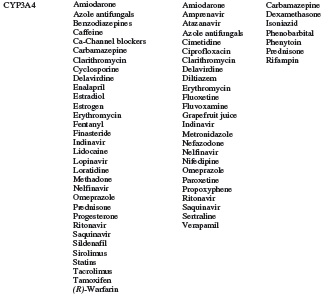 CYP3A4 Amiodarone Amiodarone Carbamazepine
Azole antifungals Amprenavir Dexamethasone
Benzodiazepines Atazanavir Isoniazid
Caffeine Azole antifungals Phenobarbital
Ca-Channel blockers Cimetidine Phenytoin
Carbamazepine Ciprofloxacin Prednisone
Clarithromycin Clarithromycin Rifampin
Cyclosporine Delavirdine
Delavirdine Diltiazem
Enalapril Erythromycin
Estradiol Fluoxetine
Estrogen Fluvoxamine
Erythromycin Grapefruit juice
Fentanyl Indinavir
Finasteride Metronidazole
Indinavir Nefazodone
Lidocaine Nelfinavir
Lopinavir Nifedipine
Loratidine Omeprazole
Methadone Paroxetine
Nelfinavir Propoxyphene
Omeprazole Ritonavir
Prednisone Saquinavir
Progesterone Sertraline
Ritonavir Verapamil
Saquinavir
Sildenafil
Sirolimus
Statins
Tacrolimus
Tamoxifen
(R)-Warfarin